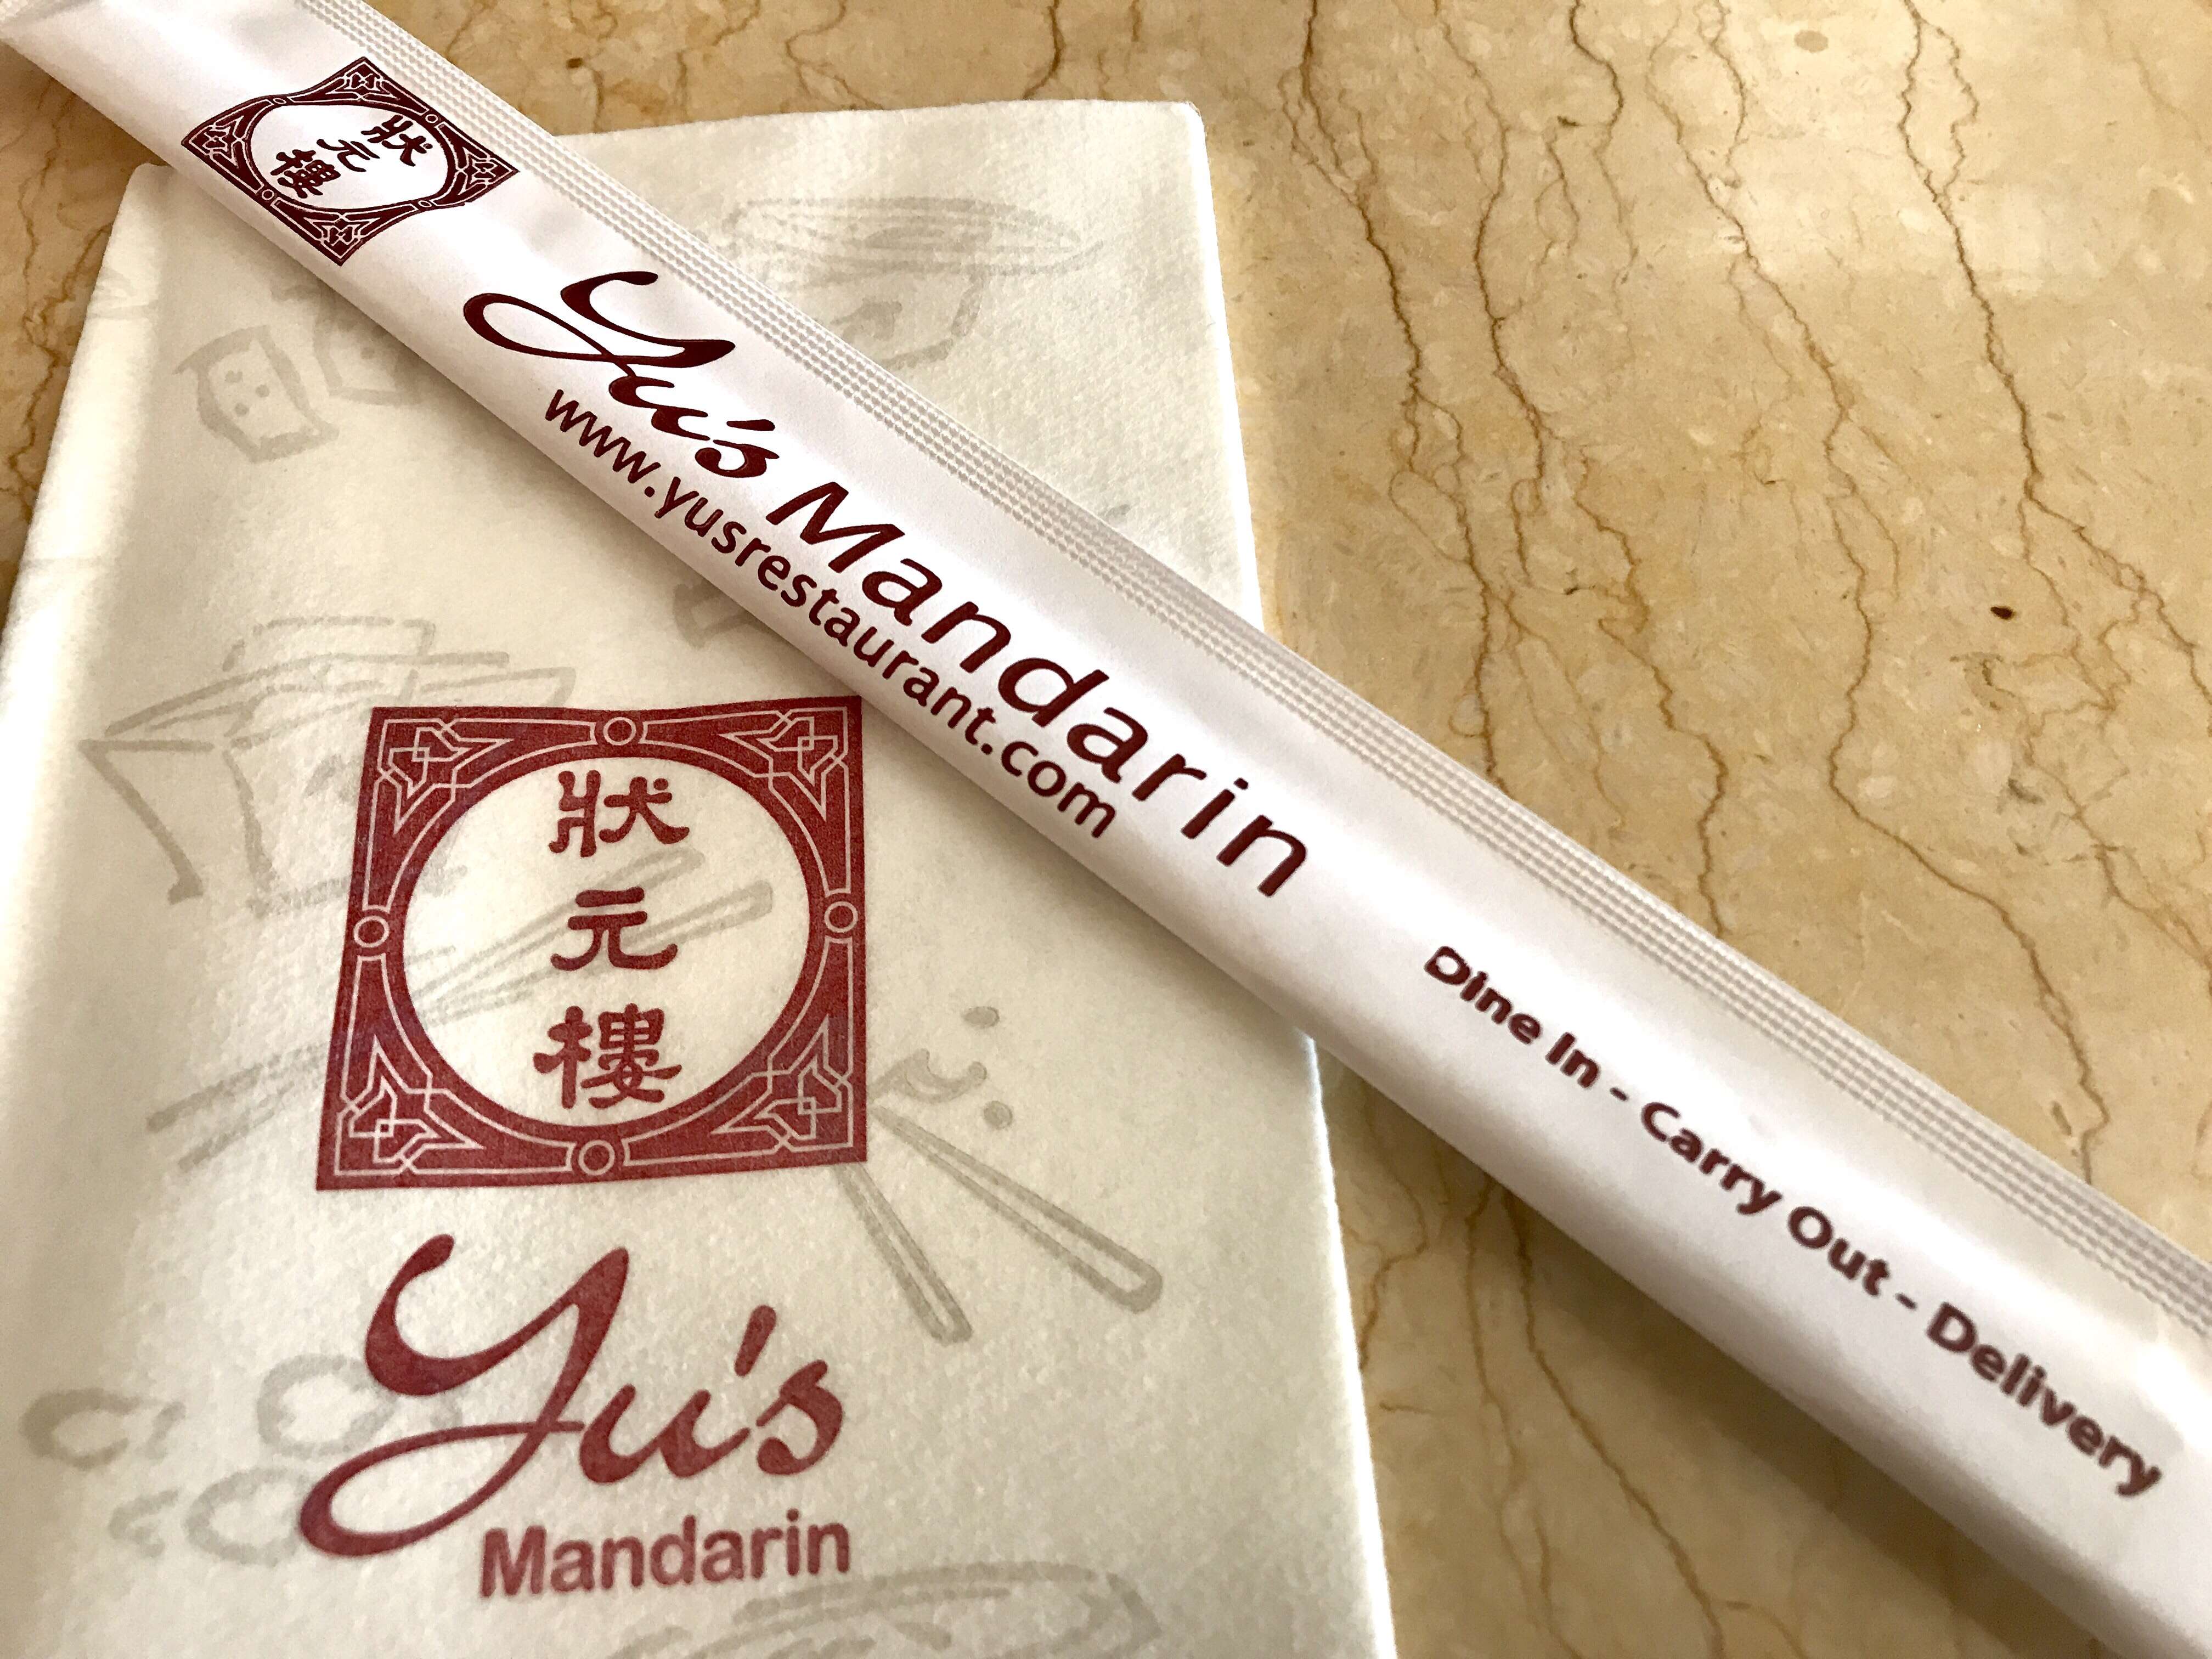 狀
元
樓
Yu's Mandarin
www.yusrestaurant.com
Dine In - Carry Out - Delivery
狀
元
樓
Yu's
Mandarin